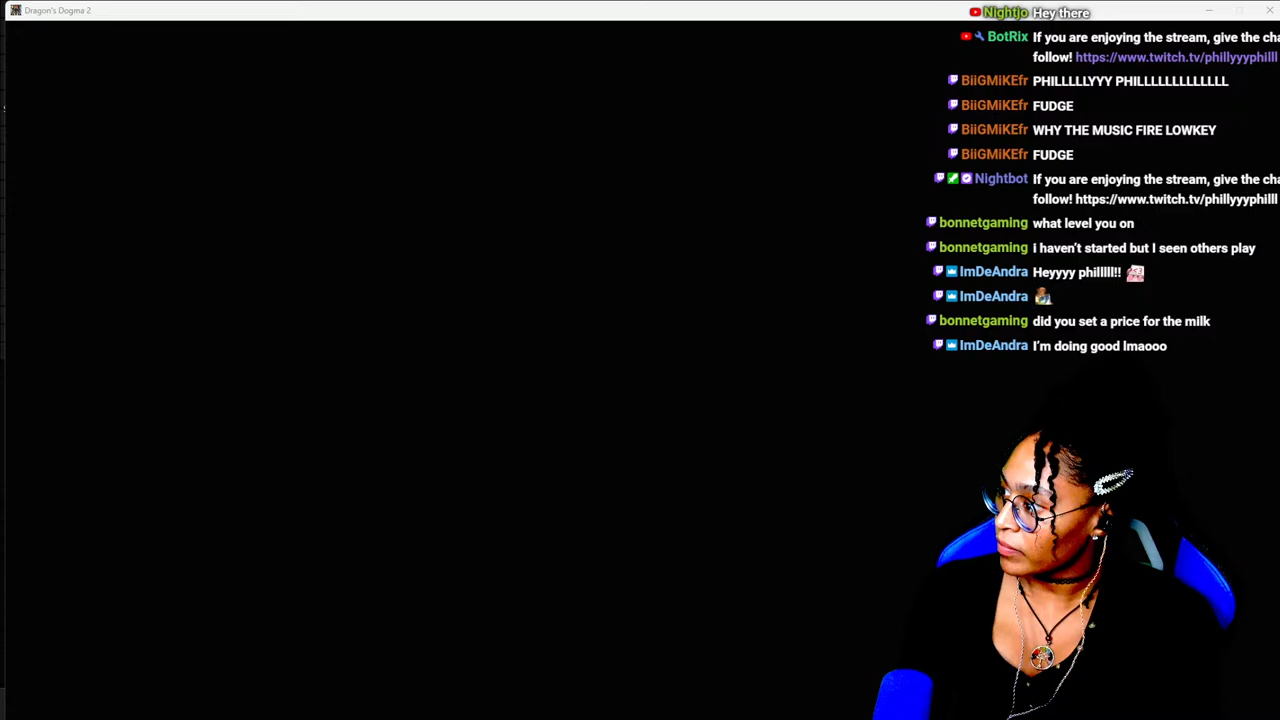 Dragon's Dogma 2
Nightjo Hey there
BotRix If you are enjoying the stream, give the cha
follow! https://www.twitch.tv/phillyyyphilll
BiiGMiKEfr PHILLLLLYYY PHILLLLLLLLLLLL
BiiGMiKEfr FUDGE
BiiGMiKEfr WHY THE MUSIC FIRE LOWKEY
BiiGMiKEfr FUDGE
Nightbot If you are enjoying the stream, give the cha
follow! https://www.twitch.tv/phillyyyphilll
bonnetgaming what level you on
bonnetgaming i haven't started but I seen others play
ImDeAndra Heyyyy philllll!!
ImDeAndra
bonnetgaming did you set a price for the milk
ImDeAndra I'm doing good lmaooo